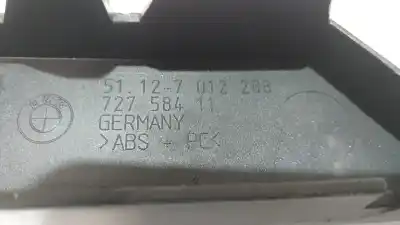 51.12-7 012 288
727 584 11
GERMANY
>ABS + PC<